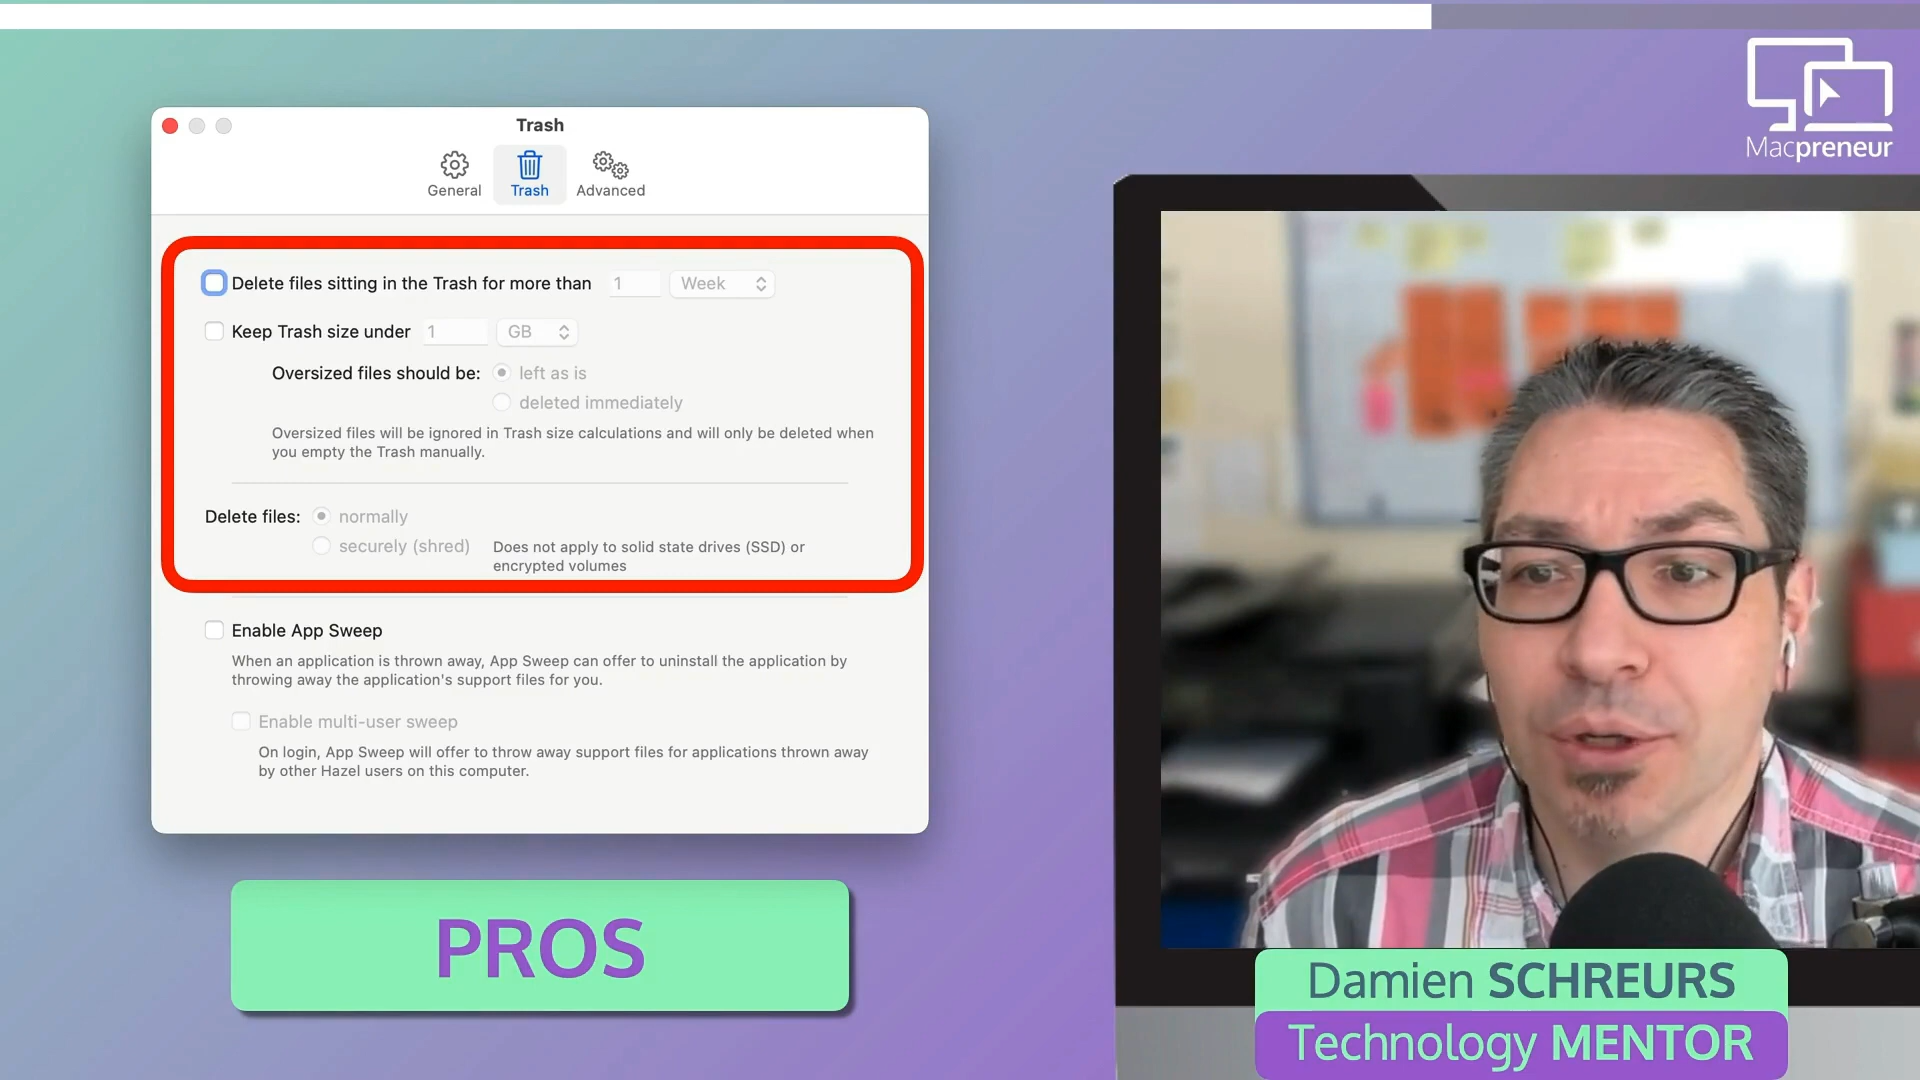 Macpreneur
Trash
General
Trash
Advanced
Delete files sitting in the Trash for more than 1 Week
Keep Trash size under 1 GB
Oversized files should be: left as is
deleted immediately
Oversized files will be ignored in Trash size calculations and will only be deleted when
you empty the Trash manually.
Delete files: normally
securely (shred) Does not apply to solid state drives (SSD) or
encrypted volumes
Enable App Sweep
When an application is thrown away, App Sweep can offer to uninstall the application by
throwing away the application's support files for you.
Enable multi-user sweep
On login, App Sweep will offer to throw away support files for applications thrown away
by other Hazel users on this computer.
PROS
Damien SCHREURS
Technology MENTOR